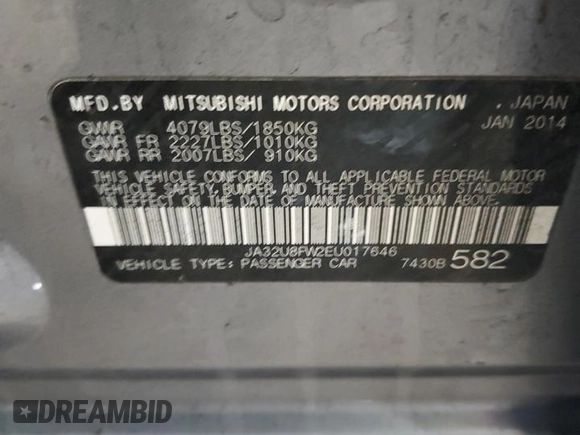 MFD. BY MITSUBISHI MOTORS CORPORATION , JAPAN
GVWR 4079LBS/1850KG JAN 2014
GAWR FR 2227LBS/1010KG
GAWR RR 2007LBS/ 910KG
THIS VEHICLE CONFORMS TO ALL APPLICABLE FEDERAL MOTOR
VEHICLE SAFETY, BUMPER, AND THEFT PREVENTION STANDARDS
IN EFFECT ON THE DATE OF MANUFACTURE SHOWN ABOVE.
JA32U8FW2EU017646
VEHICLE TYPE: PASSENGER CAR 7430B 582
DREAMBID